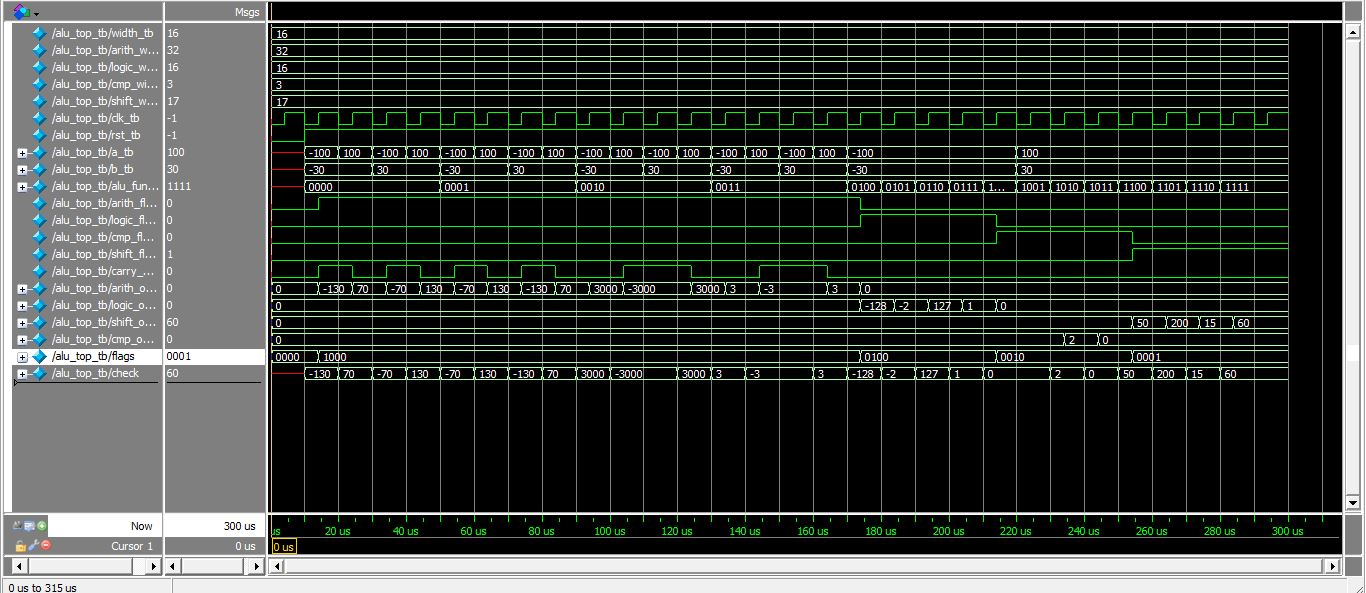 Msgs
/alu_top_tb/width_tb 16 16
/alu_top_tb/arith_w... 32 32
/alu_top_tb/logic_w... 16 16
/alu_top_tb/cmp_wi... 3 3
/alu_top_tb/shift_w... 17 17
/alu_top_tb/clk_tb -1
/alu_top_tb/rst_tb -1
/alu_top_tb/a_tb 100 -100 100 -100 100 -100 100 -100 100 -100 100 -100 100 -100 100 -100 100 -100 100
/alu_top_tb/b_tb 30 -30 30 -30 30 -30 30 -30 30 -30 30
/alu_top_tb/alu_fun... 1111 0000 0001 0010 0011 0100 0101 0110 0111 1... 1001 1010 1011 1100 1101 1110 1111
/alu_top_tb/arith_fl... 0
/alu_top_tb/logic_fl... 0
/alu_top_tb/cmp_fl... 0
/alu_top_tb/shift_fl... 1
/alu_top_tb/carry_... 0
/alu_top_tb/arith_o... 0 0 -130 70 -70 130 -70 130 -130 70 3000 -3000 3000 3 -3 3 0
/alu_top_tb/logic_o... 0 0 -128 -2 127 1 0
/alu_top_tb/shift_o... 60 0 50 200 15 60
/alu_top_tb/cmp_o... 0 0 2 0
/alu_top_tb/flags 0001 0000 1000 0100 0010 0001
/alu_top_tb/check 60 -130 70 -70 130 -70 130 -130 70 3000 -3000 3000 3 -3 3 -128 -2 127 1 0 2 0 50 200 15 60
Now 300 us us 20 us 40 us 60 us 80 us 100 us 120 us 140 us 160 us 180 us 200 us 220 us 240 us 260 us 280 us 300 us
Cursor 1 0 us 0 us
0 us to 315 us